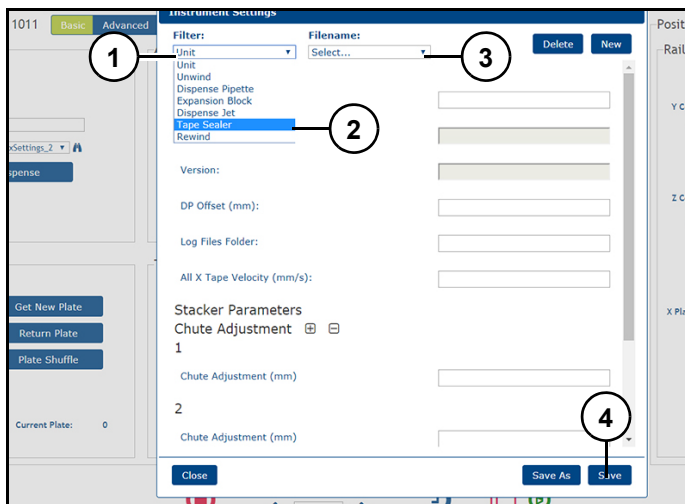 Instrument Settings
1011 Basic Advanced
Filter: Filename:
Unit Select... Delete New
Unit
Unwind
Dispense Pipette
Expansion Block
Dispense Jet
Tape Sealer
Rewind
1
2
3
4
xSettings_2
spense
Version:
DP Offset (mm):
Log Files Folder:
All X Tape Velocity (mm/s):
Stacker Parameters
Chute Adjustment
1
Chute Adjustment (mm)
2
Chute Adjustment (mm)
Get New Plate
Return Plate
Plate Shuffle
Current Plate: 0
Close Save As Save
Posit
Rail
Y C
Z C
X Pla